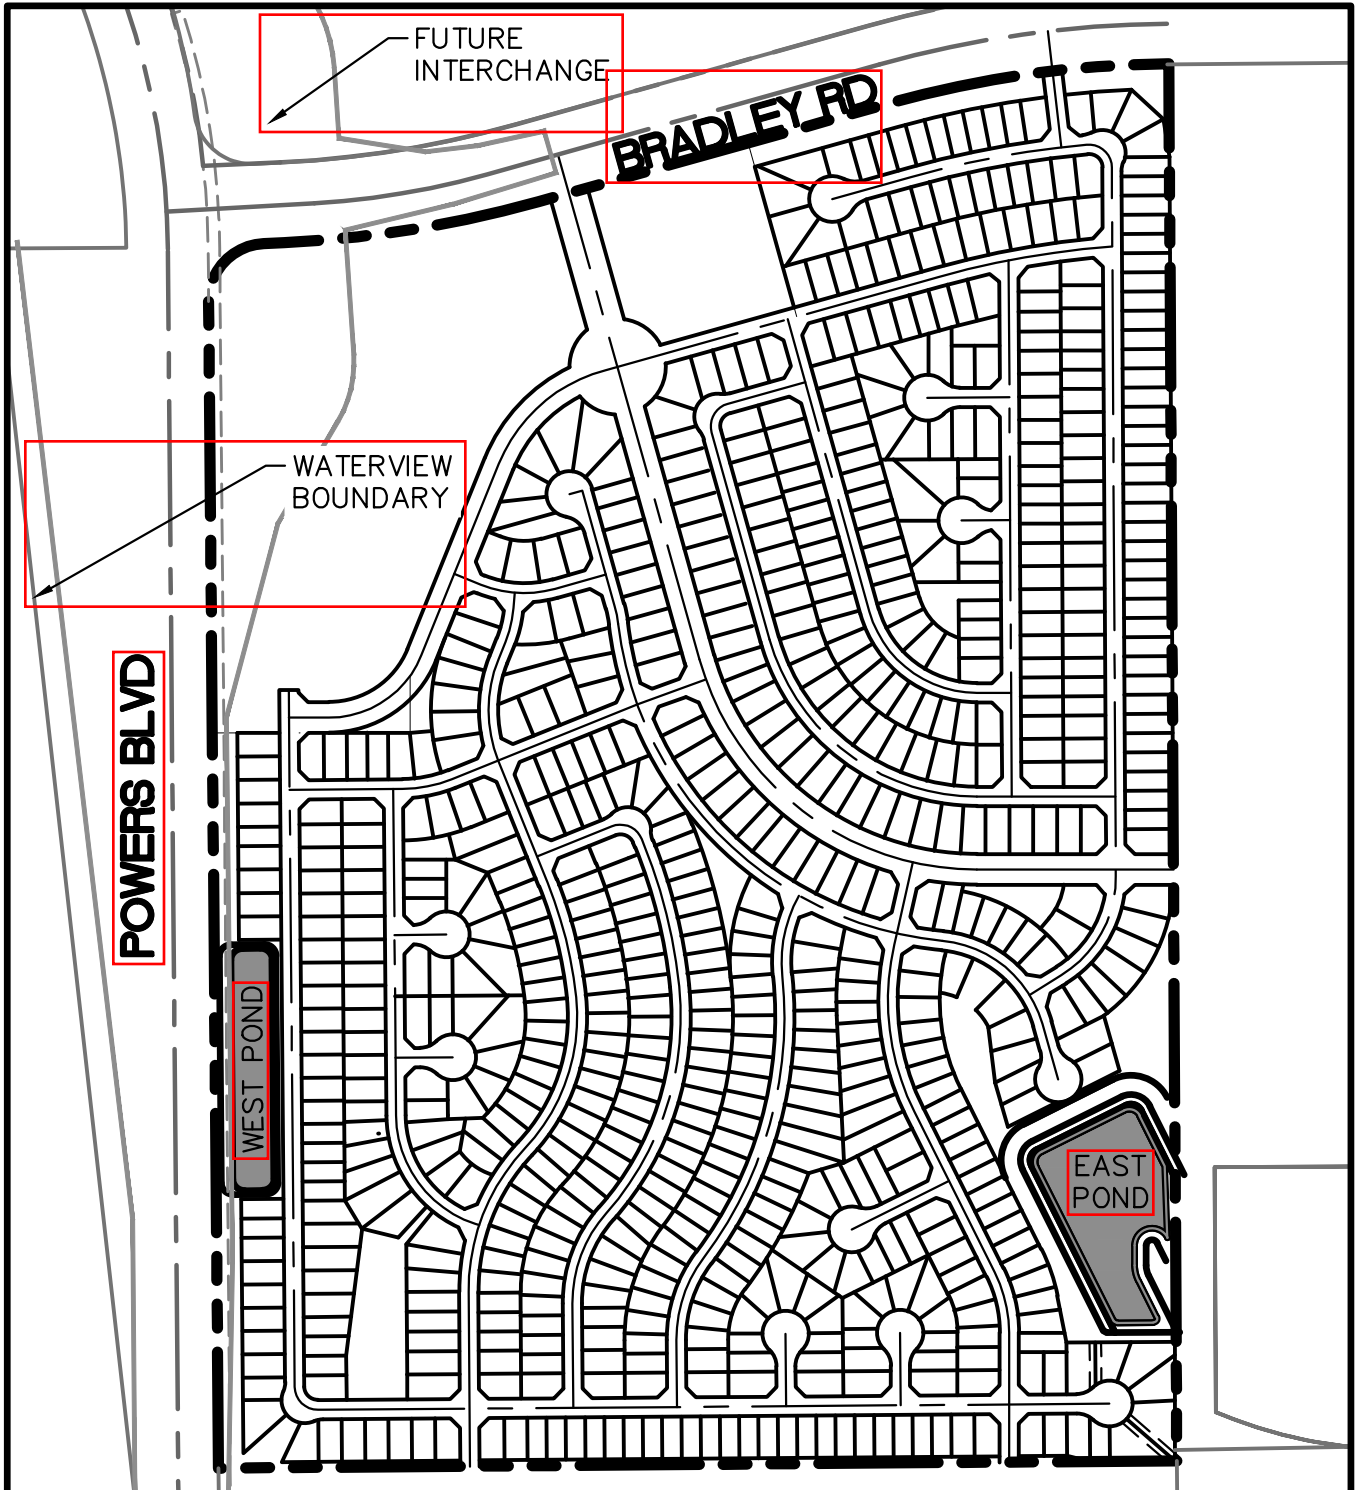 FUTURE
INTERCHANGE
BRADLEY RD
WATERVIEW
BOUNDARY
POWERS BLVD
WEST POND
EAST
POND